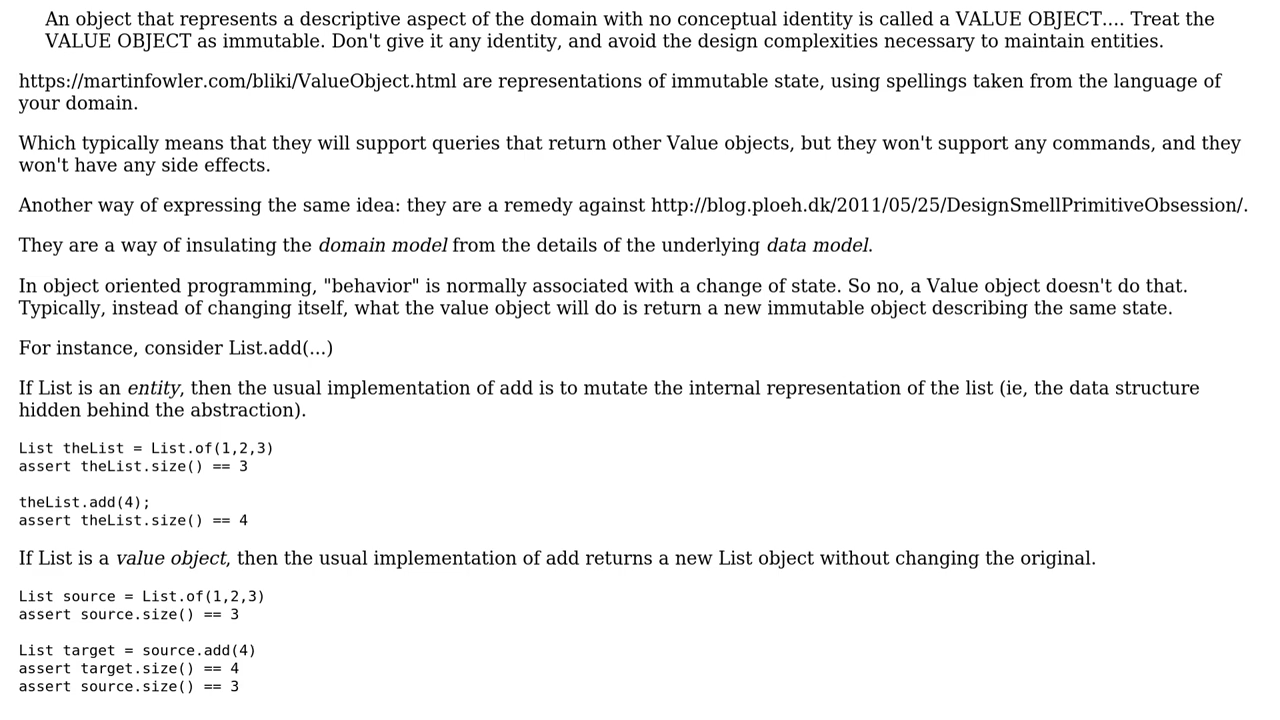 An object that represents a descriptive aspect of the domain with no conceptual identity is called a VALUE OBJECT.... Treat the
VALUE OBJECT as immutable. Don't give it any identity, and avoid the design complexities necessary to maintain entities.
https://martinfowler.com/bliki/ValueObject.html are representations of immutable state, using spellings taken from the language of
your domain.
Which typically means that they will support queries that return other Value objects, but they won't support any commands, and they
won't have any side effects.
Another way of expressing the same idea: they are a remedy against http://blog.ploeh.dk/2011/05/25/DesignSmellPrimitiveObsession/.
They are a way of insulating the domain model from the details of the underlying data model.
In object oriented programming, "behavior" is normally associated with a change of state. So no, a Value object doesn't do that.
Typically, instead of changing itself, what the value object will do is return a new immutable object describing the same state.
For instance, consider List.add(...)
If List is an entity, then the usual implementation of add is to mutate the internal representation of the list (ie, the data structure
hidden behind the abstraction).
List theList = List.of(1,2,3)
assert theList.size() == 3
theList.add(4);
assert theList.size() == 4
If List is a value object, then the usual implementation of add returns a new List object without changing the original.
List source = List.of(1,2,3)
assert source.size() == 3
List target = source.add(4)
assert target.size() == 4
assert source.size() == 3